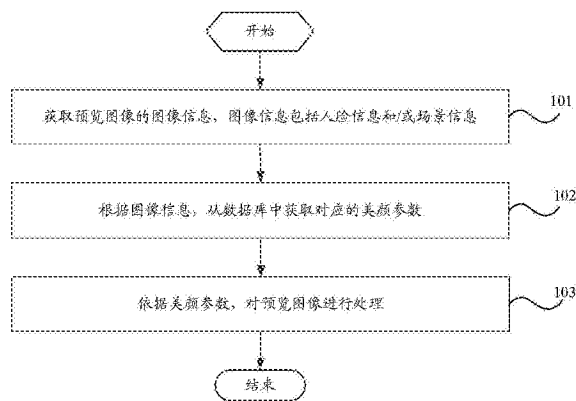 开始
获取预览图像的图像信息，图像信息包括人脸信息和/或场景信息
101
根据图像信息，从数据库中获取对应的美颜参数
102
依据美颜参数，对预览图像进行处理
103
结束